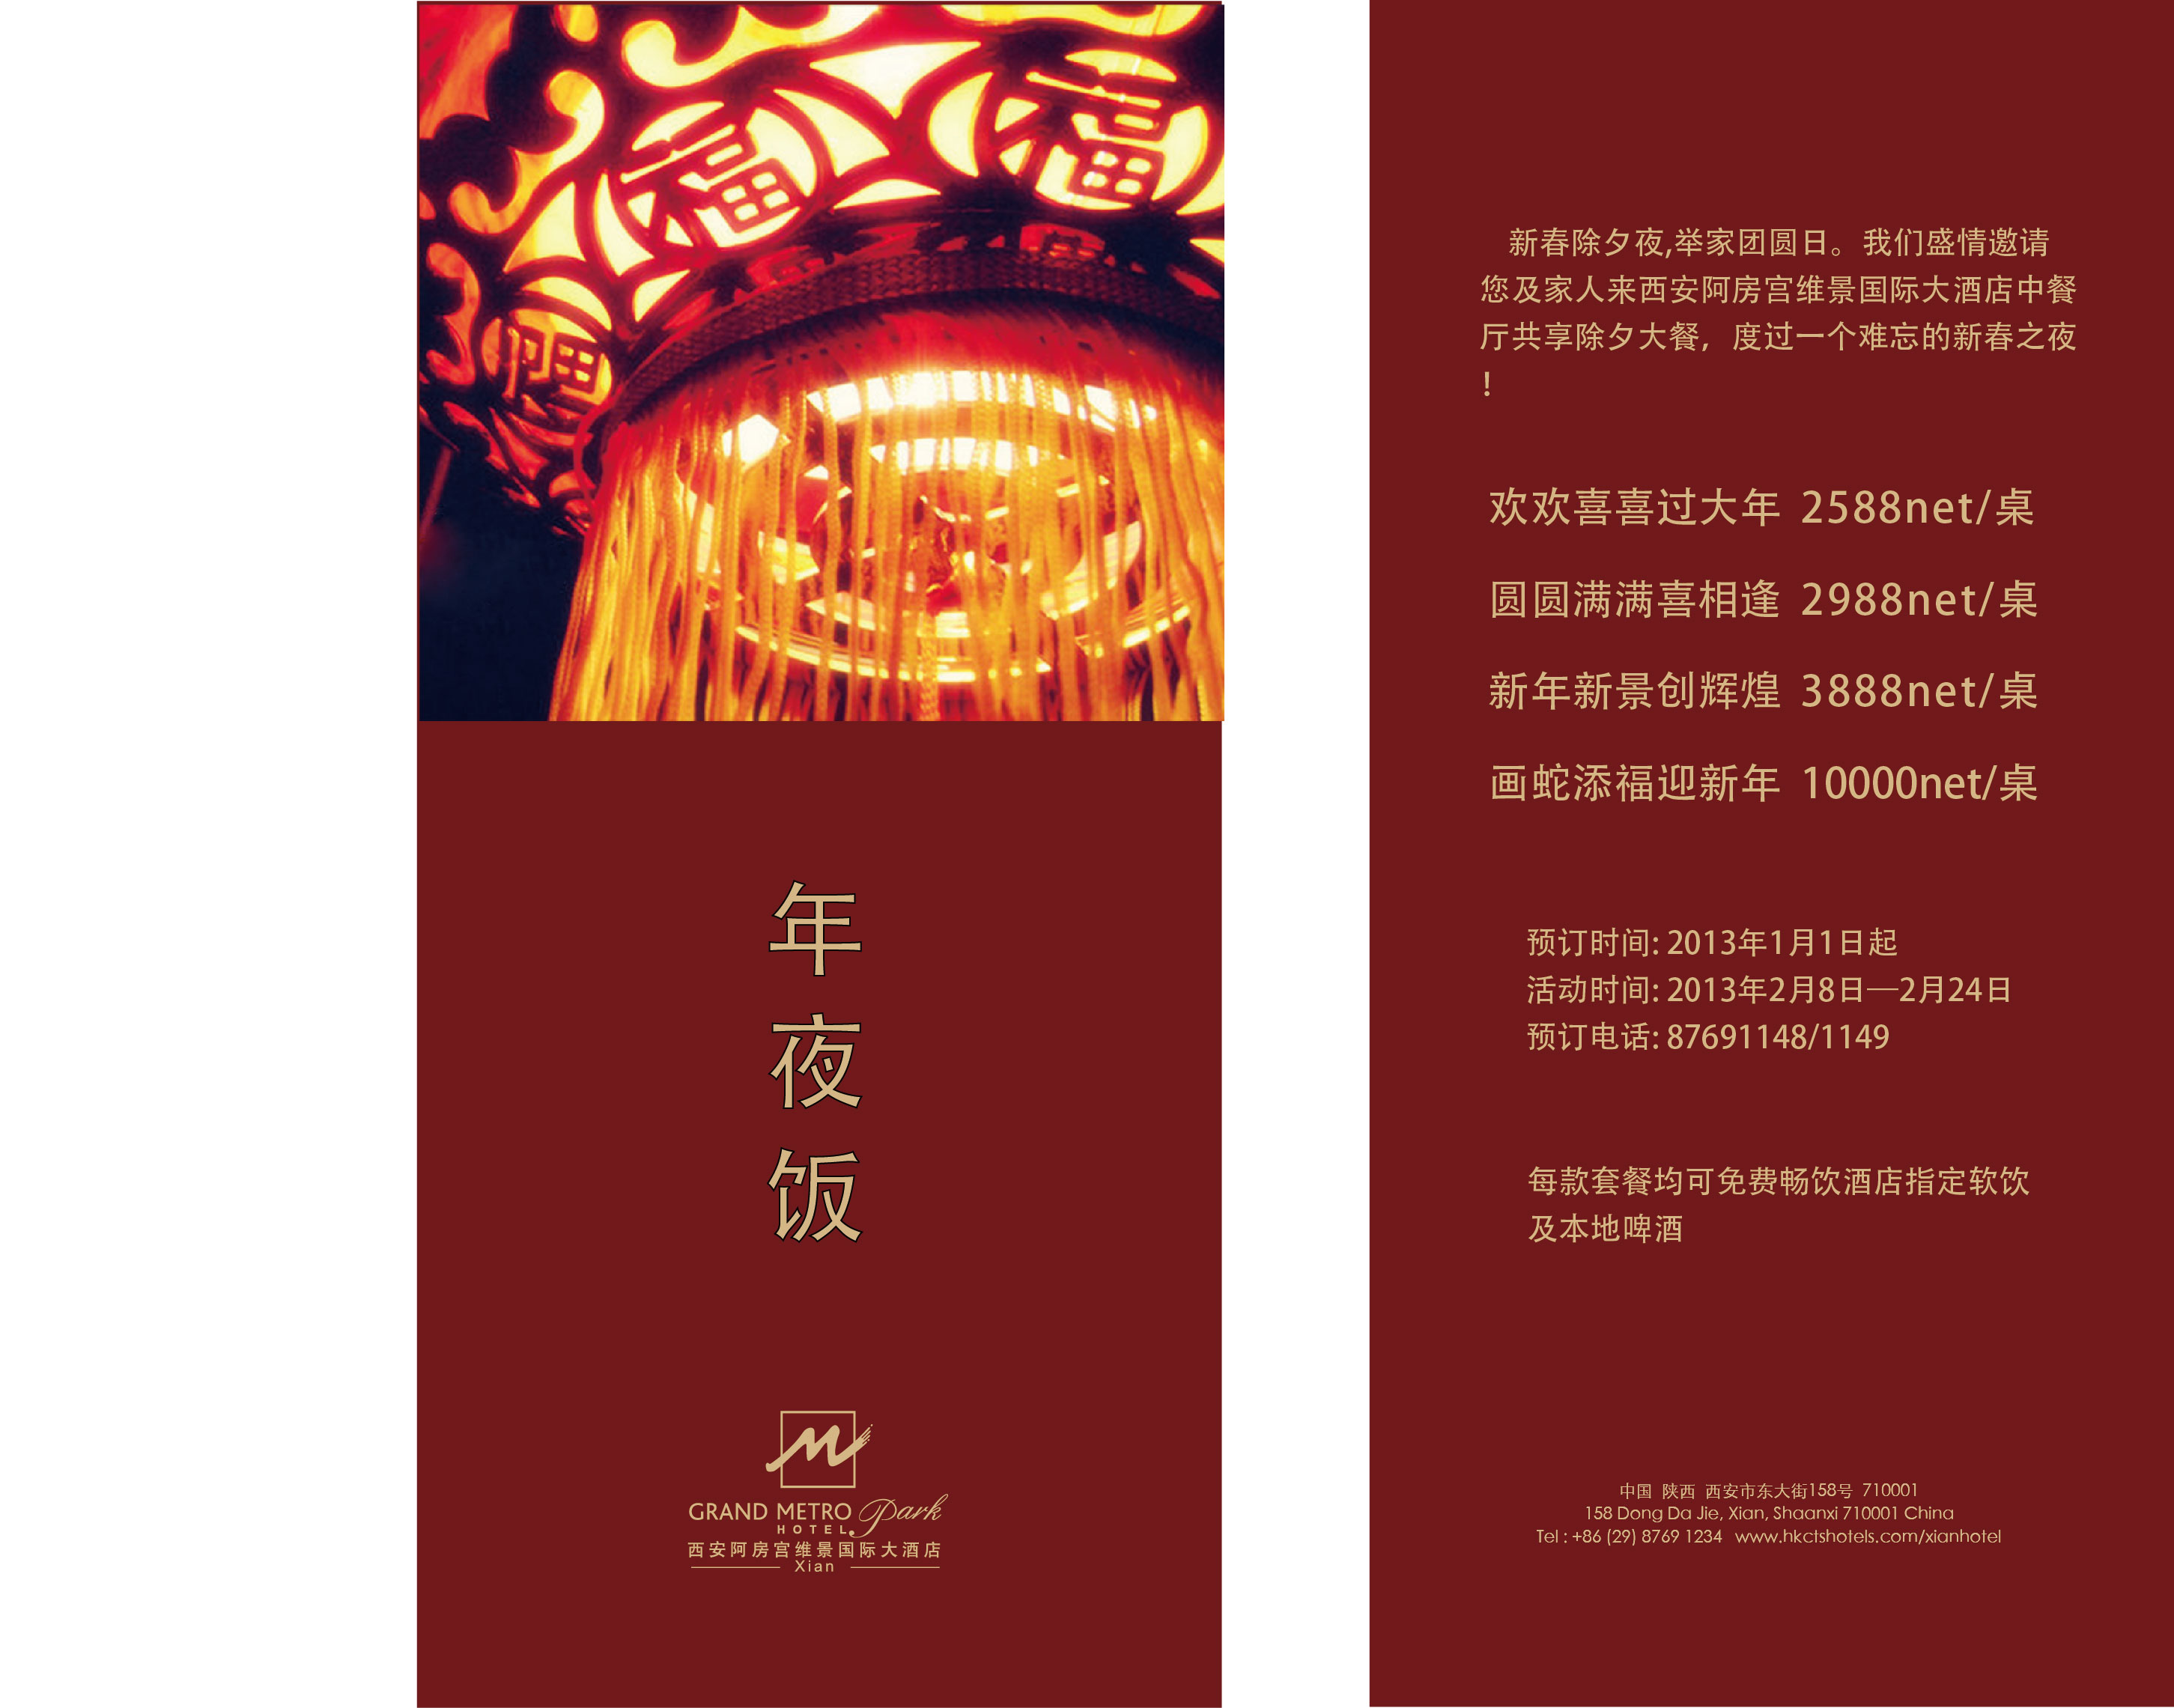 福
福
福
年
夜
饭
GRAND METRO Park
HOTEL
西安阿房宫维景国际大酒店
Xian
新春除夕夜,举家团圆日。我们盛情邀请
您及家人来西安阿房宫维景国际大酒店中餐
厅共享除夕大餐，度过一个难忘的新春之夜
！
欢欢喜喜过大年 2588net/桌
圆圆满满喜相逢 2988net/桌
新年新景创辉煌 3888net/桌
画蛇添福迎新年 10000net/桌
预订时间: 2013年1月1日起
活动时间: 2013年2月8日—2月24日
预订电话: 87691148/1149
每款套餐均可免费畅饮酒店指定软饮
及本地啤酒
中国 陕西 西安市东大街158号 710001
158 Dong Da Jie, Xian, Shaanxi 710001 China
Tel : +86 (29) 8769 1234 www.hkctshotels.com/xianhotel